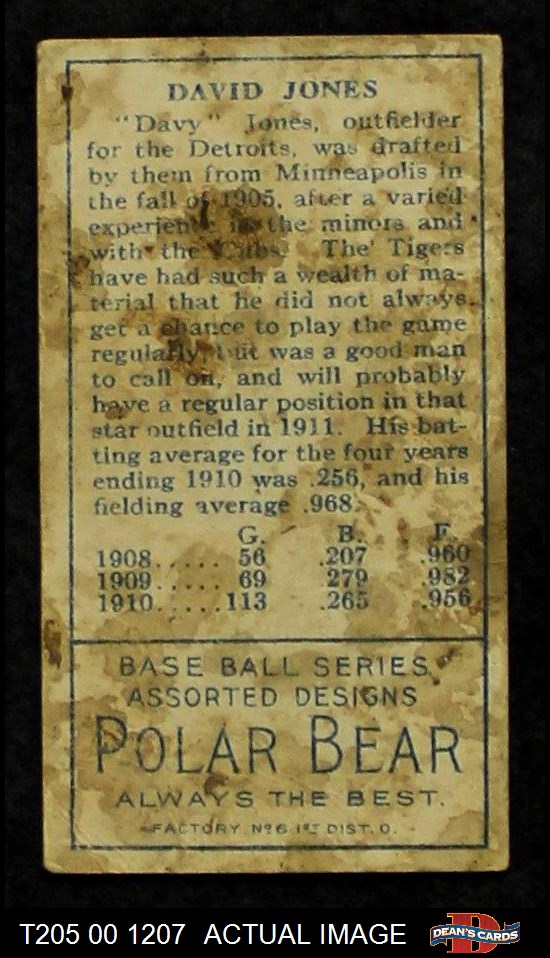 DAVID JONES
"Davy" Jones, outfielder
for the Detroits, was drafted
by them from Minneapolis in
the fall of 1905, after a varied
experience in the minors and
with the Cubs. The Tigers
have had such a wealth of ma-
terial that he did not always
get a chance to play the game
regularly, but was a good man
to call on, and will probably
have a regular position in that
star outfield in 1911. His bat-
ting average for the four years
ending 1910 was .256, and his
fielding average .968.
G. B. F.
1908...... 56 .207 .960
1909...... 69 .279 .982
1910......113 .265 .956
BASE BALL SERIES
ASSORTED DESIGNS
POLAR BEAR
ALWAYS THE BEST.
FACTORY Nº 6 1ST DIST. O.
T205 00 1207 ACTUAL IMAGE
D
DEAN'S CARDS